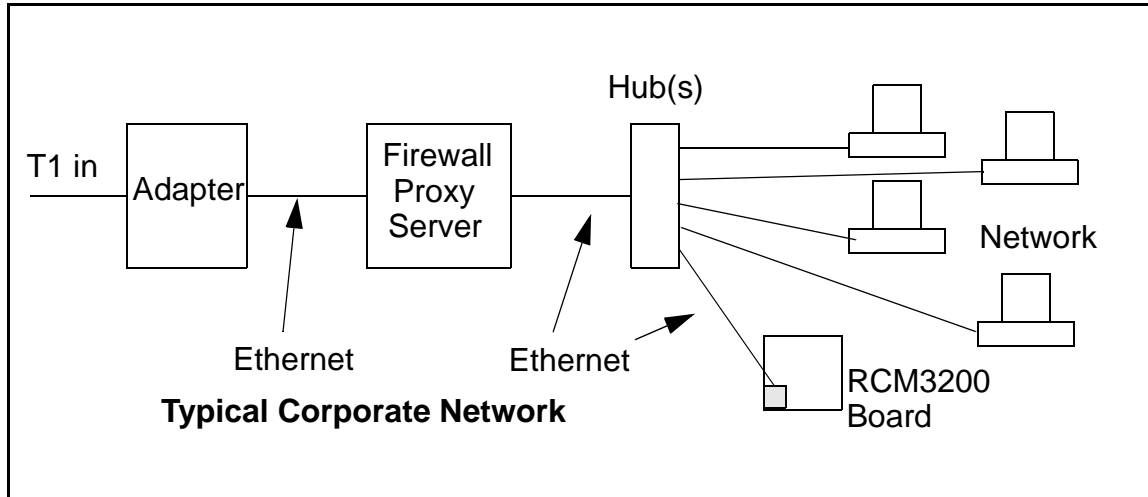 Hub(s)
T1 in
Adapter
Firewall
Proxy
Server
Network
Ethernet
Ethernet
RCM3200
Board
Typical Corporate Network